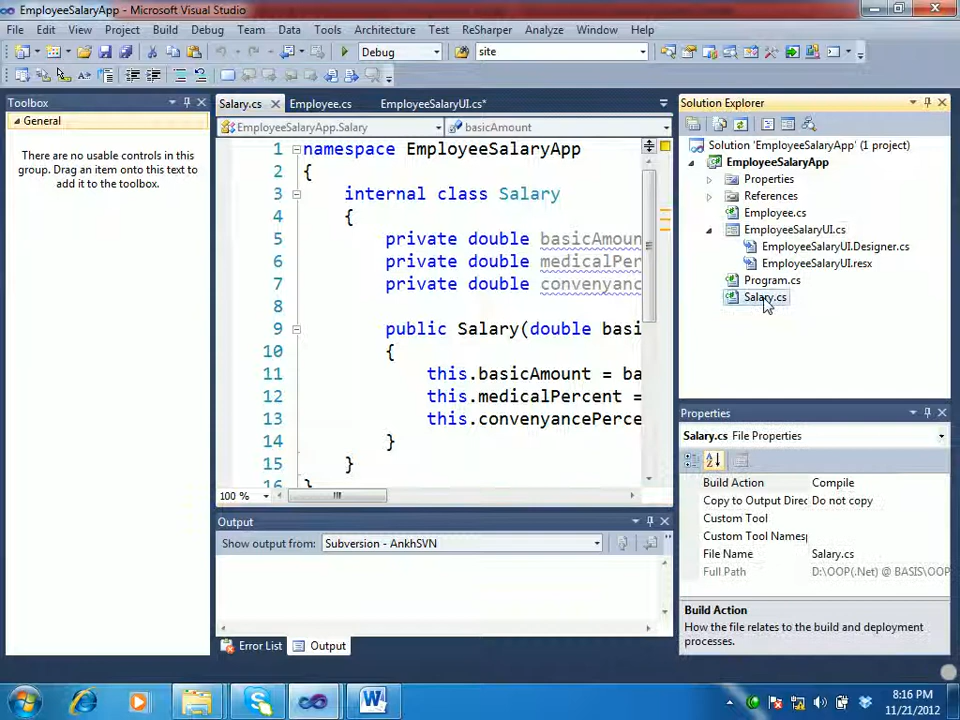 EmployeeSalaryApp - Microsoft Visual Studio
File Edit View Project Build Debug Team Data Tools Architecture Test ReSharper Analyze Window Help
Debug site
Toolbox
General
There are no usable controls in this
group. Drag an item onto this text to
add it to the toolbox.
Salary.cs Employee.cs EmployeeSalaryUI.cs*
EmployeeSalaryApp.Salary basicAmount
1 namespace EmployeeSalaryApp
2 {
3 internal class Salary
4 {
5 private double basicAmoun
6 private double medicalPer
7 private double convenyanc
8
9 public Salary(double basi
10 {
11 this.basicAmount = ba
12 this.medicalPercent =
13 this.convenyancePerce
14 }
15 }
16 }
100 %
Output
Show output from: Subversion - AnkhSVN
Error List Output
Solution Explorer
Solution 'EmployeeSalaryApp' (1 project)
EmployeeSalaryApp
Properties
References
Employee.cs
EmployeeSalaryUI.cs
EmployeeSalaryUI.Designer.cs
EmployeeSalaryUI.resx
Program.cs
Salary.cs
Properties
Salary.cs File Properties
Build Action Compile
Copy to Output Direc Do not copy
Custom Tool
Custom Tool Namesp
File Name Salary.cs
Full Path D:\OOP(.Net) @ BASIS\OOP
Build Action
How the file relates to the build and deployment
processes.
8:16 PM
11/21/2012